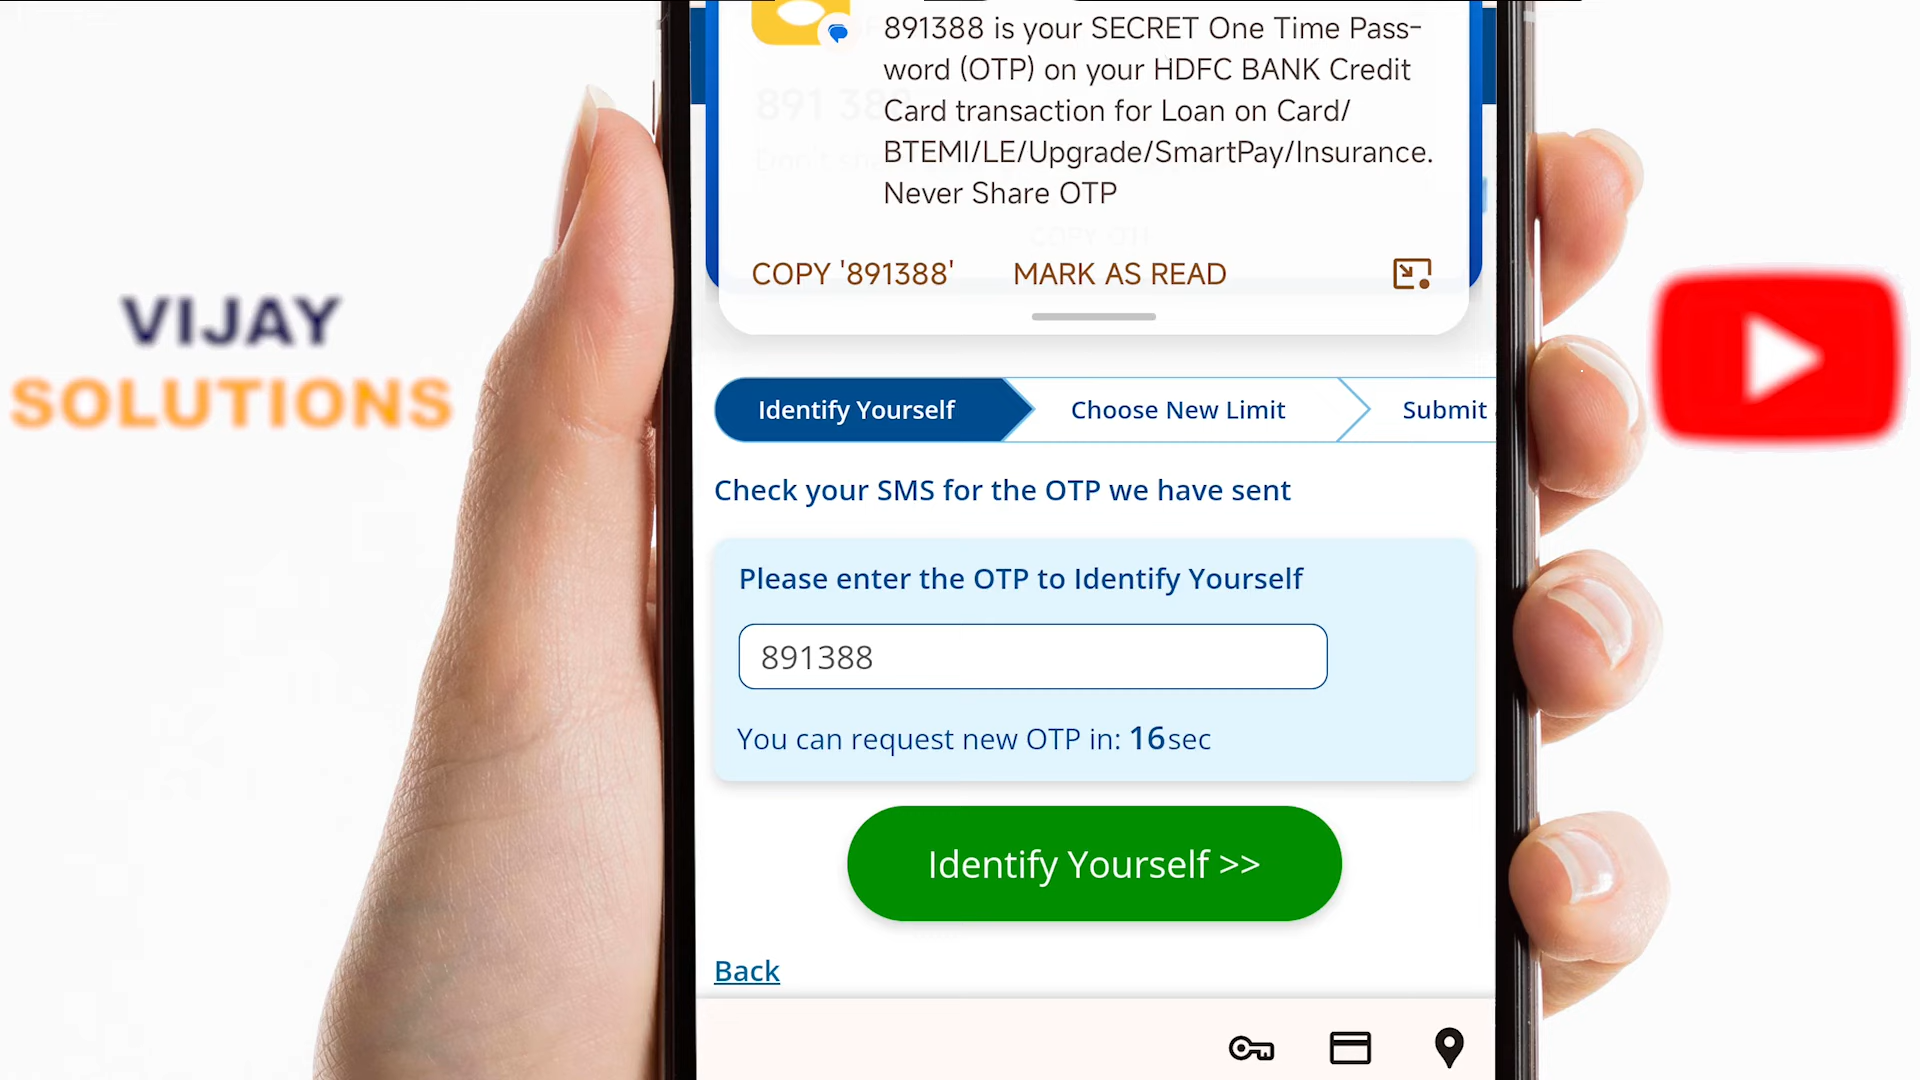 891388 is your SECRET One Time Pass-
word (OTP) on your HDFC BANK Credit
Card transaction for Loan on Card/
BTEMI/LE/Upgrade/SmartPay/Insurance.
Never Share OTP
COPY '891388'
MARK AS READ
VIJAY
SOLUTIONS
Identify Yourself
Choose New Limit
Submit
Check your SMS for the OTP we have sent
Please enter the OTP to Identify Yourself
891388
You can request new OTP in: 16sec
Identify Yourself >>
Back